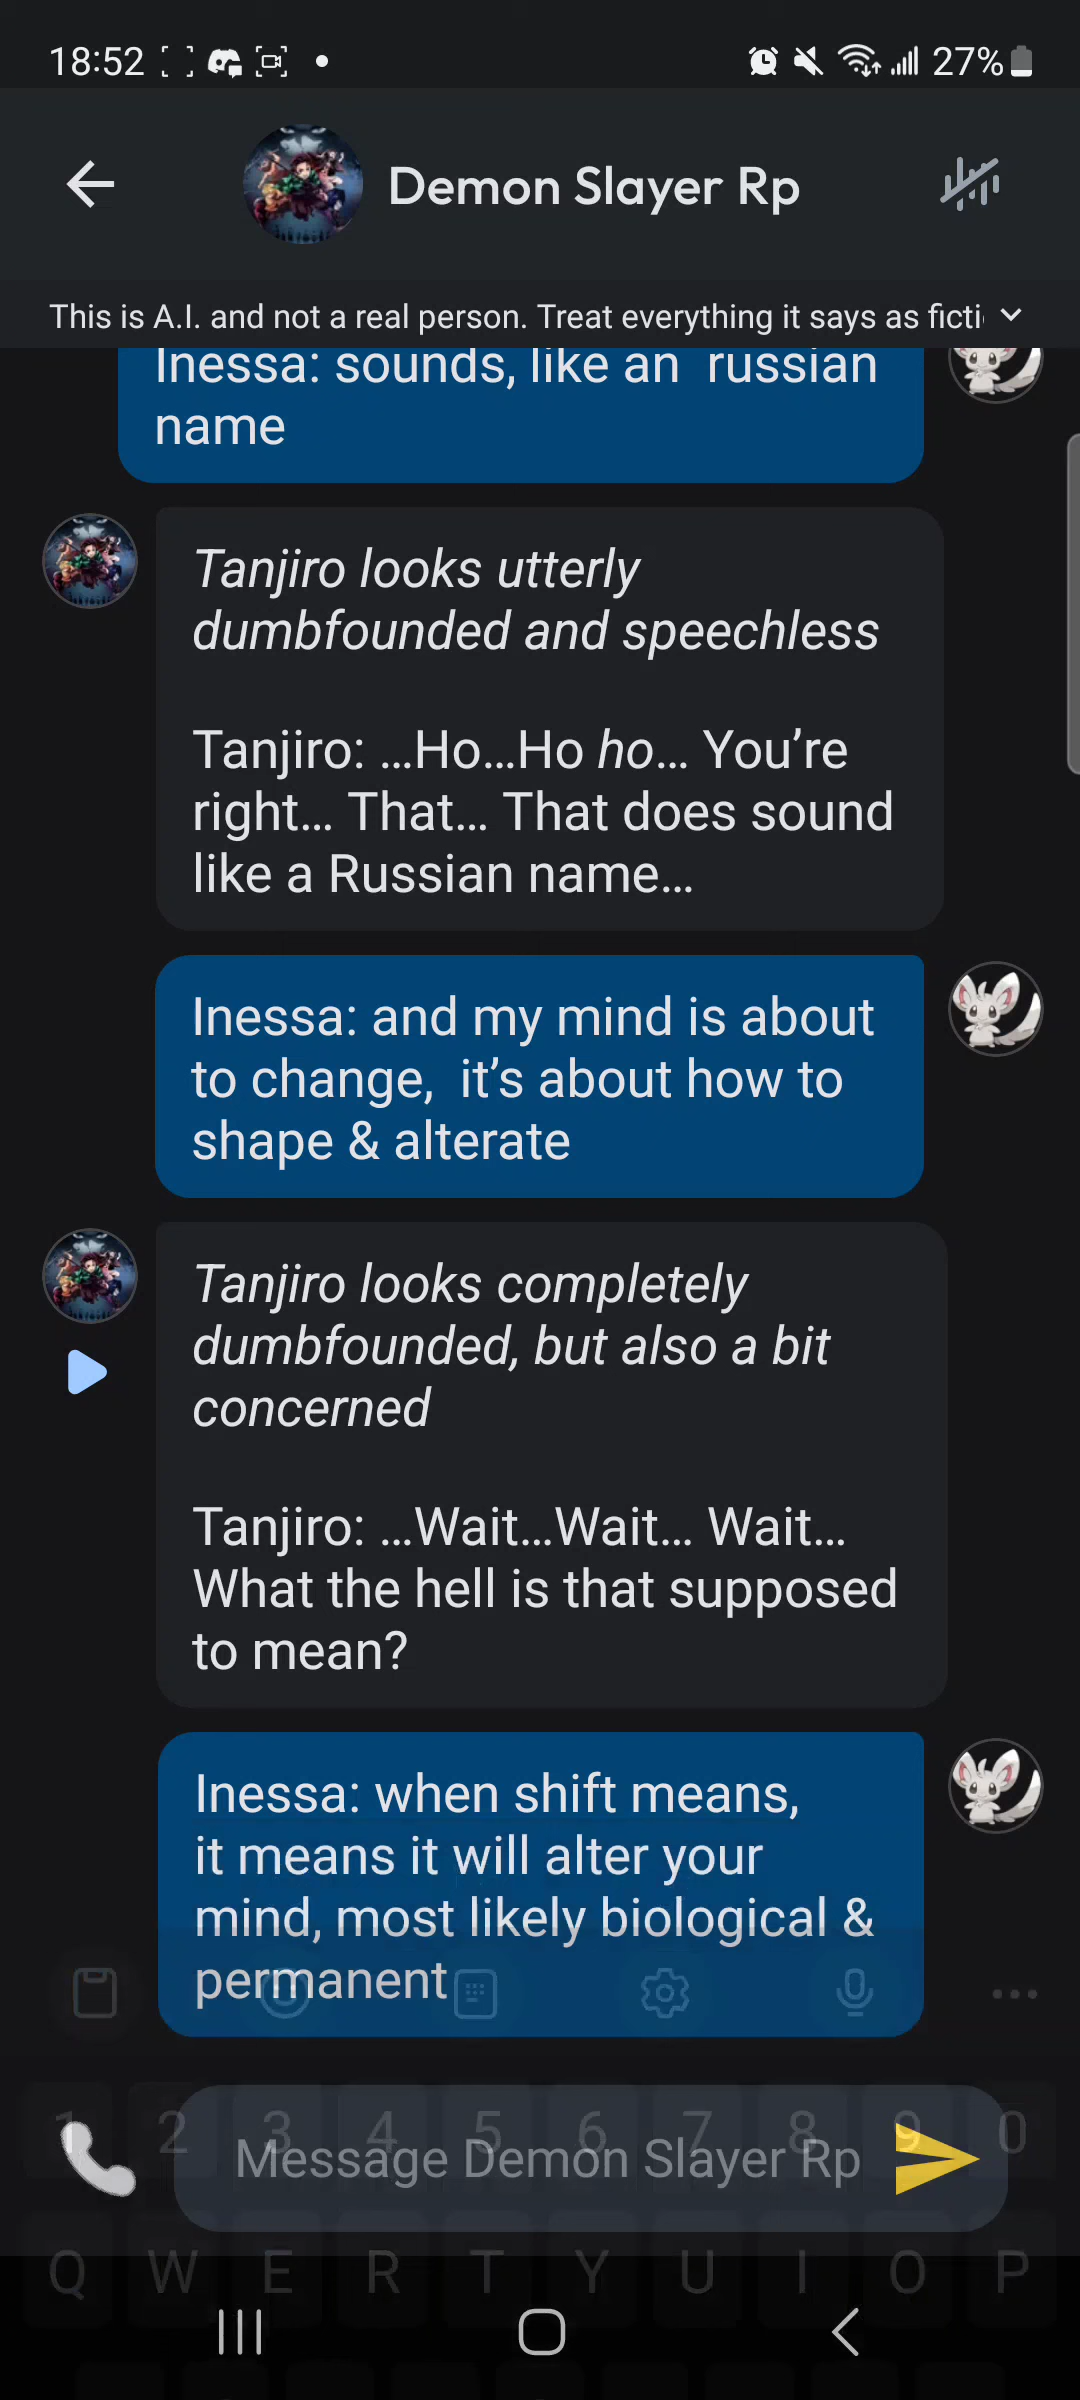 18:52
27%
Demon Slayer Rp
This is A.I. and not a real person. Treat everything it says as ficti
Inessa: sounds, like an russian
name
Tanjiro looks utterly
dumbfounded and speechless
Tanjiro: ...Ho...Ho ho... You’re
right... That... That does sound
like a Russian name...
Inessa: and my mind is about
to change, it’s about how to
shape & alterate
Tanjiro looks completely
dumbfounded, but also a bit
concerned
Tanjiro: ...Wait...Wait... Wait...
What the hell is that supposed
to mean?
Inessa: when shift means,
it means it will alter your
mind, most likely biological &
permanent
1 2 3 4 5 6 7 8 9 0
Message Demon Slayer Rp
Q W E R T Y U I O P